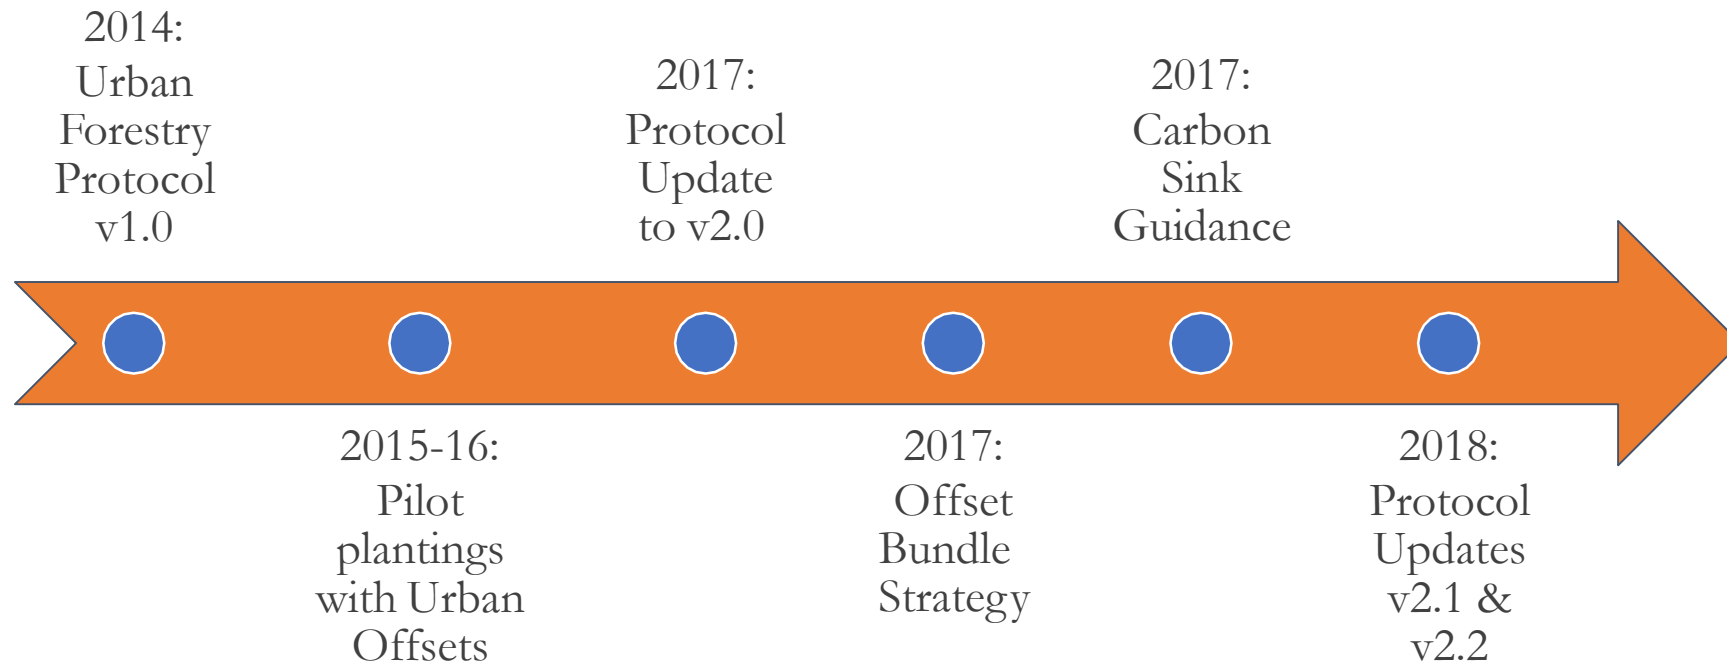 2014:
Urban
Forestry
Protocol
v1.0
2015-16:
Pilot
plantings
with Urban
Offsets
2017:
Protocol
Update
to v2.0
2017:
Offset
Bundle
Strategy
2017:
Carbon
Sink
Guidance
2018:
Protocol
Updates
v2.1 &
v2.2